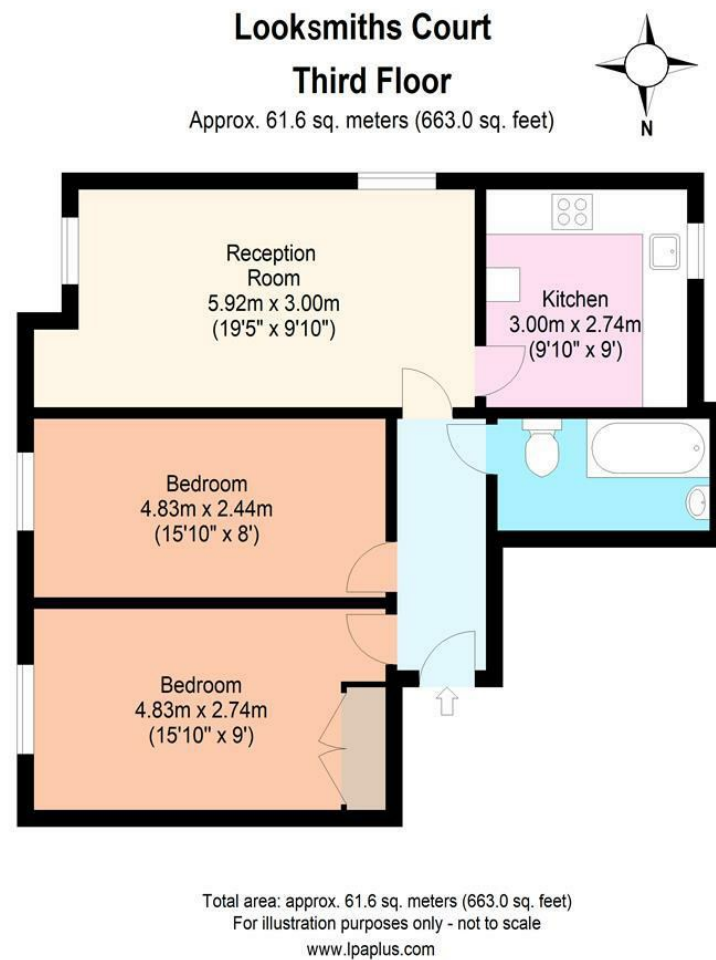 Looksmiths Court
Third Floor
Approx. 61.6 sq. meters (663.0 sq. feet)
N
Reception
Room
5.92m x 3.00m
(19'5" x 9'10")
Kitchen
3.00m x 2.74m
(9'10" x 9')
Bedroom
4.83m x 2.44m
(15'10" x 8')
Bedroom
4.83m x 2.74m
(15'10" x 9')
Total area: approx. 61.6 sq. meters (663.0 sq. feet)
For illustration purposes only - not to scale
www.lpaplus.com